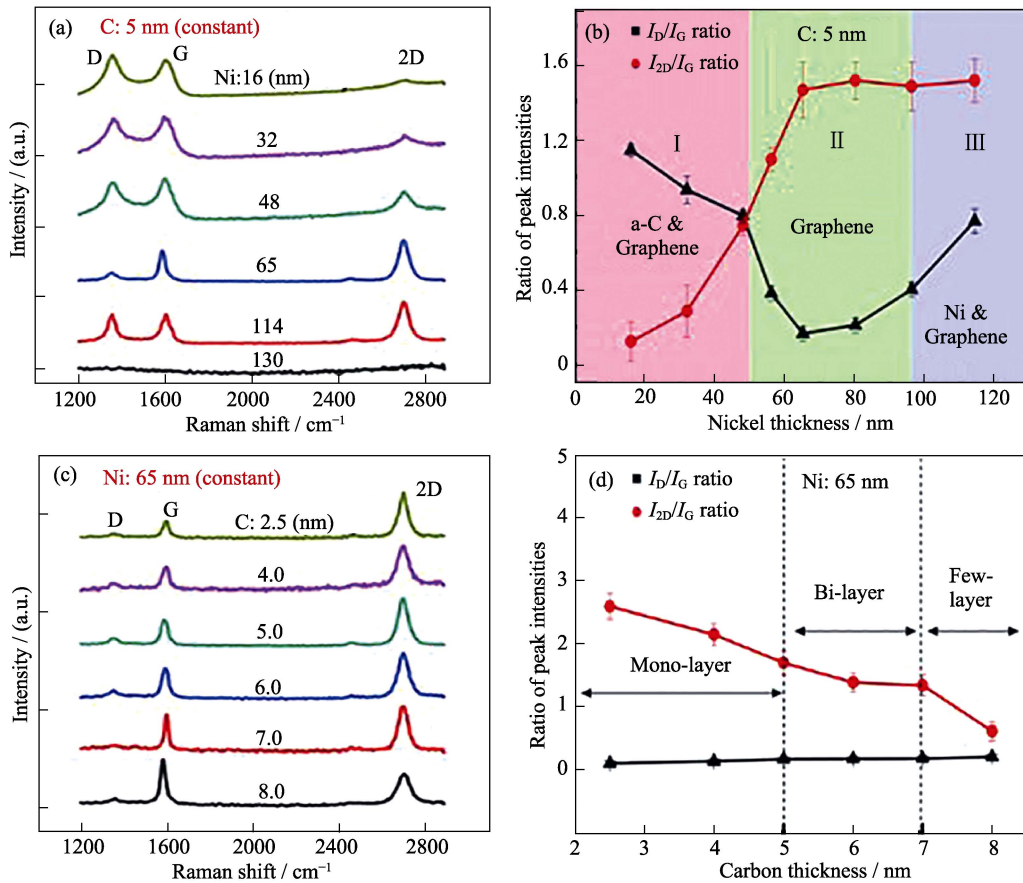 (a) C: 5 nm (constant)
D G 2D
Ni:16 (nm)
32
48
65
114
130
Intensity / (a.u.)
1200 1600 2000 2400 2800
Raman shift / cm⁻¹
(b) I_D/I_G ratio C: 5 nm
I_2D/I_G ratio
1.6
1.2
0.8
0.4
0
I II III
a-C &
Graphene
Graphene
Ni &
Graphene
Ratio of peak intensities
0 20 40 60 80 100 120
Nickel thickness / nm
(c) Ni: 65 nm (constant)
D G 2D
C: 2.5 (nm)
4.0
5.0
6.0
7.0
8.0
Intensity / (a.u.)
1200 1600 2000 2400 2800
Raman shift / cm⁻¹
(d) I_D/I_G ratio Ni: 65 nm
I_2D/I_G ratio
5
4
3
2
1
0
Mono-layer
Bi-layer
Few-
layer
Ratio of peak intensities
2 3 4 5 6 7 8
Carbon thickness / nm